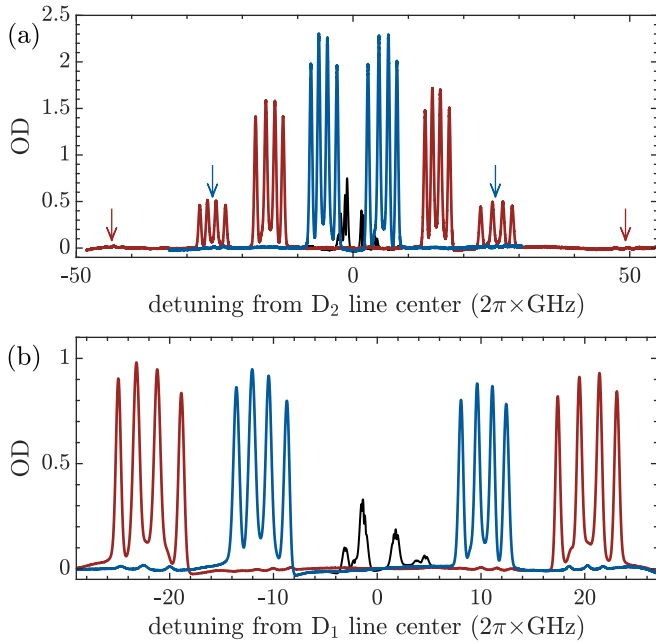 (a)
2.5
2
1.5
1
0.5
0
OD
-50 0 50
detuning from D₂ line center (2π×GHz)
(b)
1
0.5
0
OD
-20 -10 0 10 20
detuning from D₁ line center (2π×GHz)